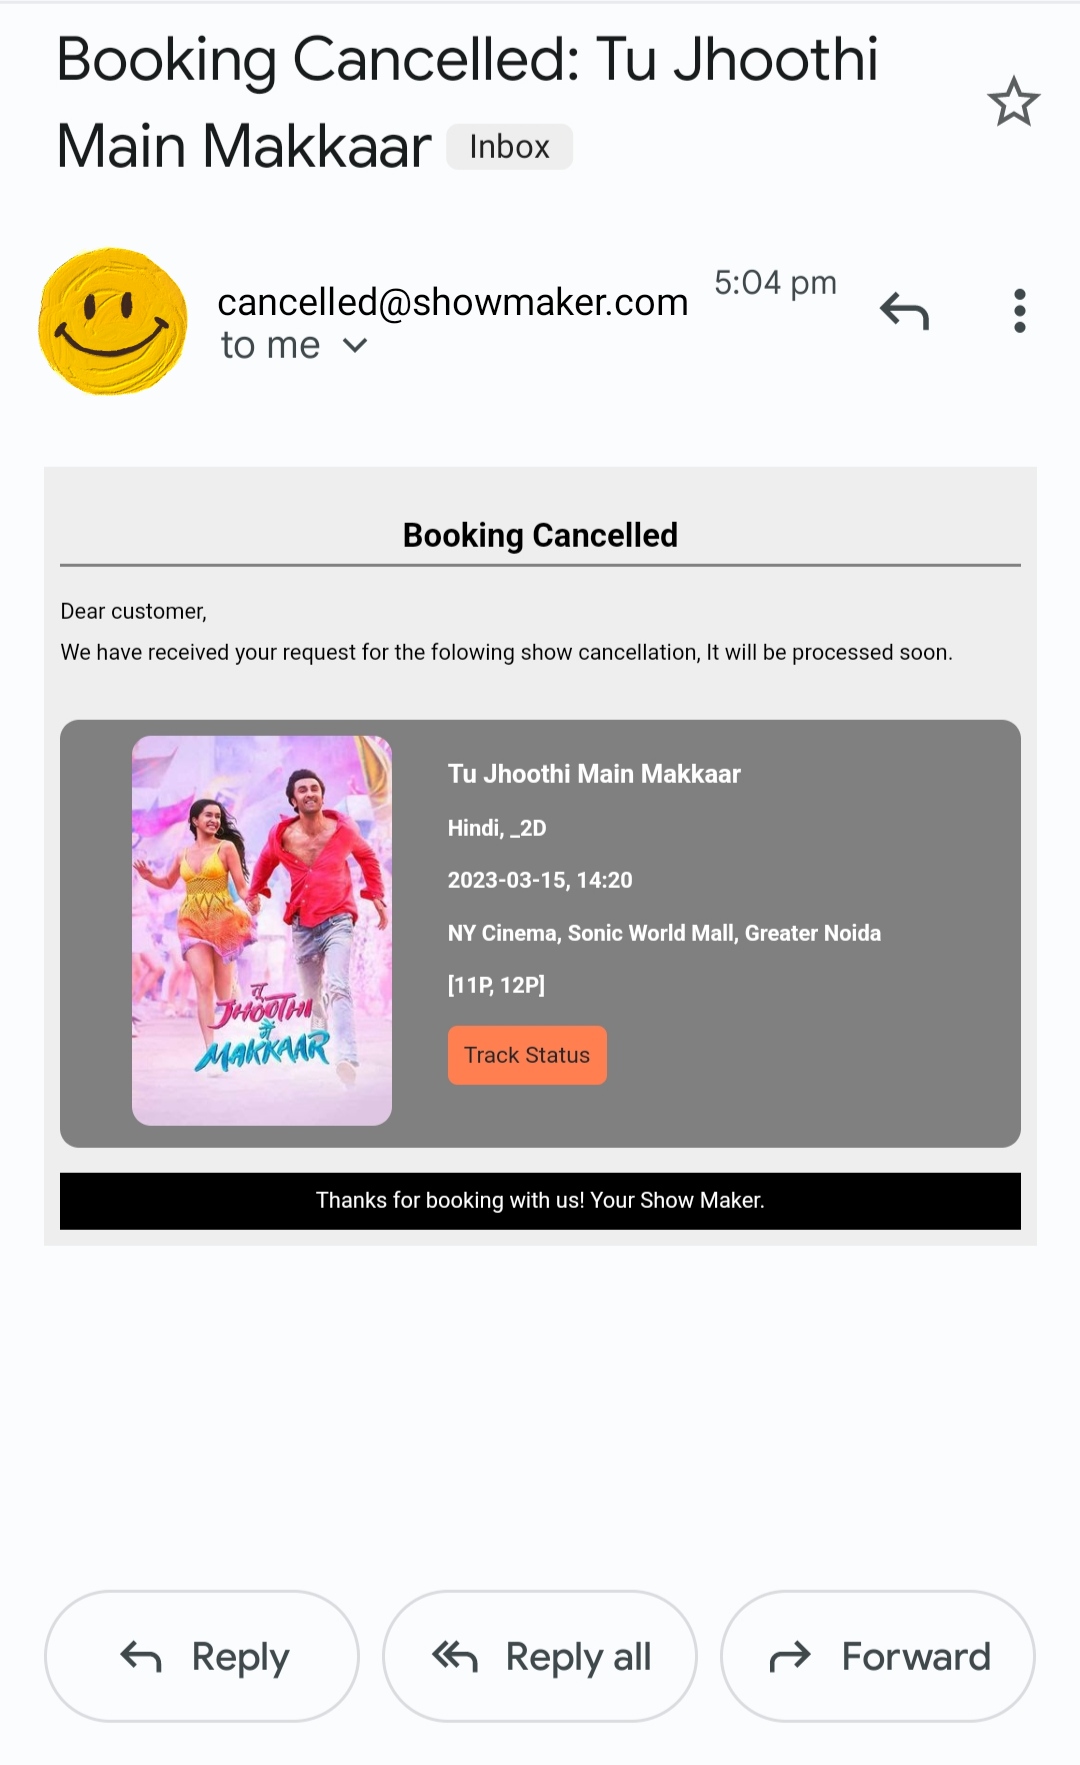 Booking Cancelled: Tu Jhoothi
Main Makkaar Inbox
cancelled@showmaker.com 5:04 pm
to me
Booking Cancelled
Dear customer,
We have received your request for the folowing show cancellation, It will be processed soon.
तू
JHOOTHI
मैं
MAKKAAR
Tu Jhoothi Main Makkaar
Hindi, _2D
2023-03-15, 14:20
NY Cinema, Sonic World Mall, Greater Noida
[11P, 12P]
Track Status
Thanks for booking with us! Your Show Maker.
Reply Reply all Forward